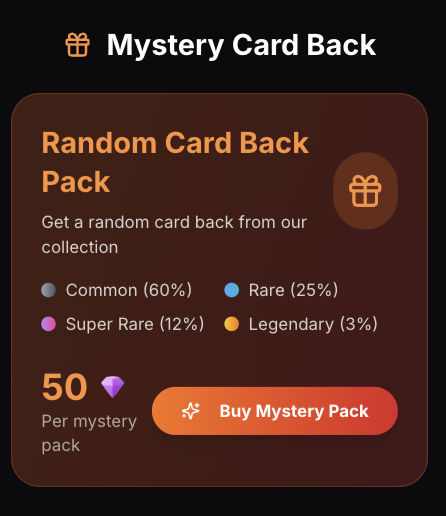 Mystery Card Back
Random Card Back
Pack
Get a random card back from our
collection
Common (60%)
Rare (25%)
Super Rare (12%)
Legendary (3%)
50
Per mystery
pack
Buy Mystery Pack